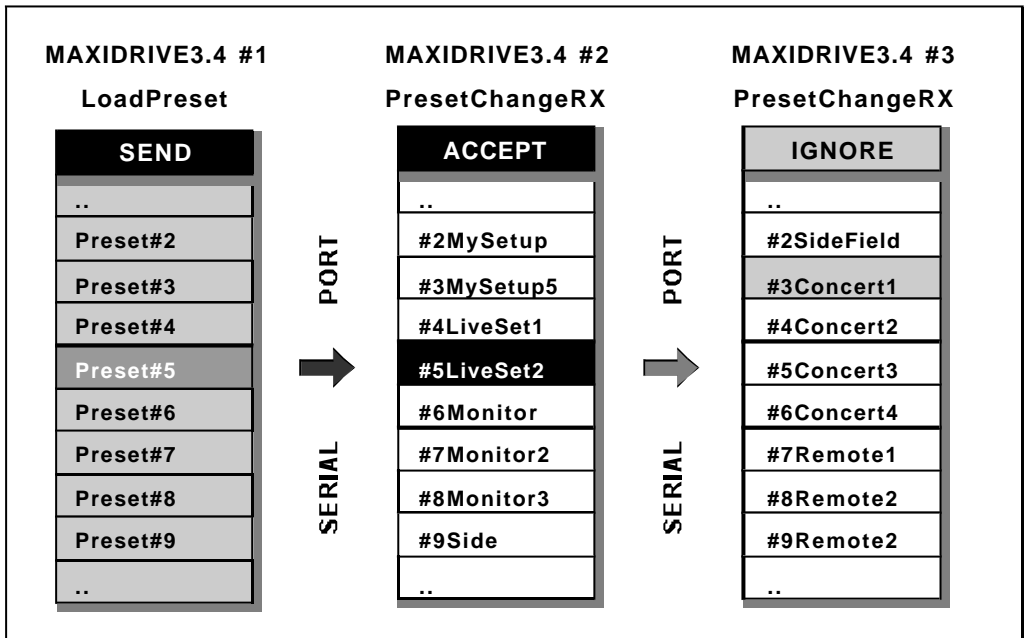 MAXIDRIVE3.4 #1
LoadPreset
SEND
..
Preset#2
Preset#3
Preset#4
Preset#5
Preset#6
Preset#7
Preset#8
Preset#9
..
SERIAL PORT
MAXIDRIVE3.4 #2
PresetChangeRX
ACCEPT
..
#2MySetup
#3MySetup5
#4LiveSet1
#5LiveSet2
#6Monitor
#7Monitor2
#8Monitor3
#9Side
..
SERIAL PORT
MAXIDRIVE3.4 #3
PresetChangeRX
IGNORE
..
#2SideField
#3Concert1
#4Concert2
#5Concert3
#6Concert4
#7Remote1
#8Remote2
#9Remote2
..